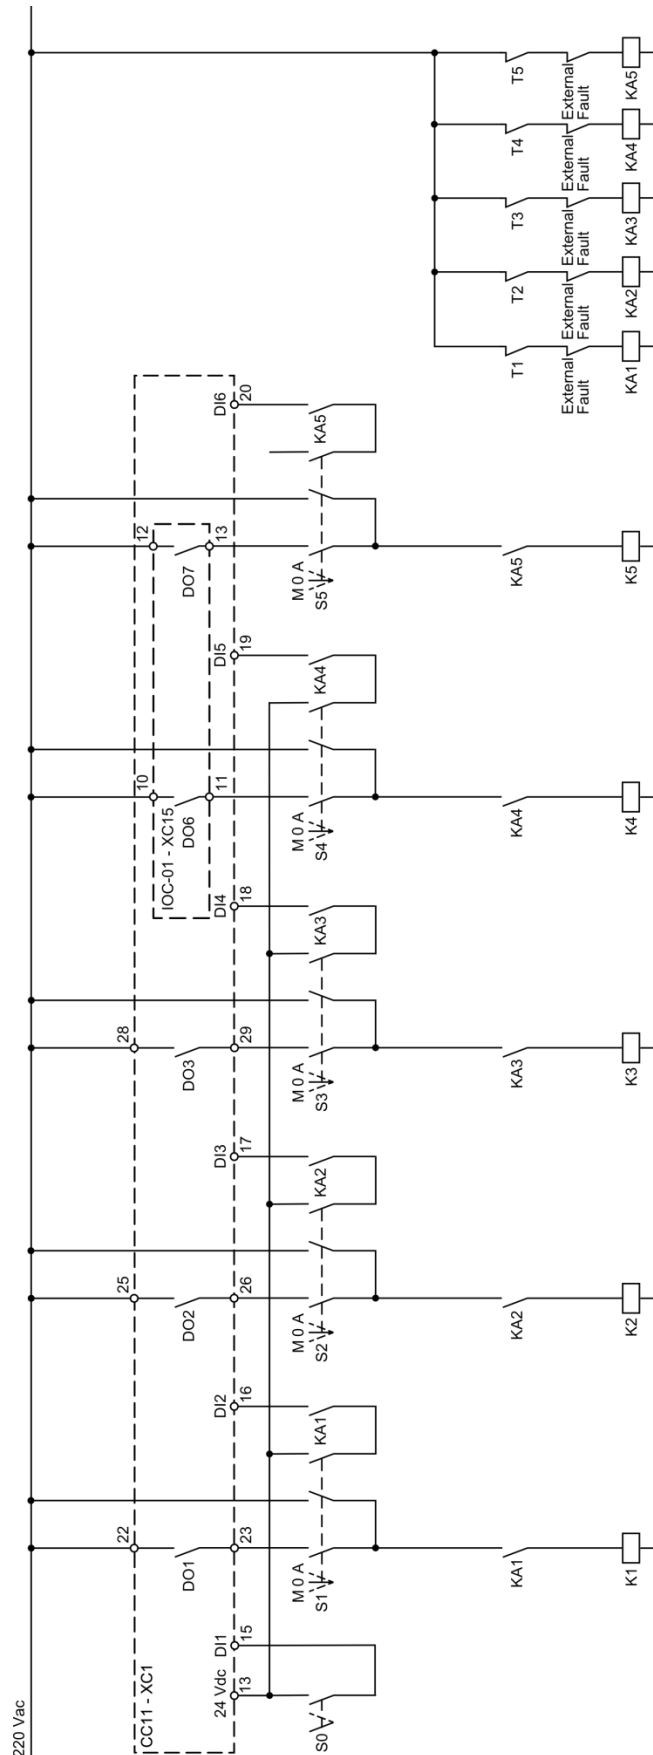 220 Vac
CC11 - XC1
24 Vdc
13
DI1
15
S0
22
DO1
23
M 0 A
S1
DI2
16
KA1
KA1
K1
25
DO2
26
M 0 A
S2
DI3
17
KA2
KA2
K2
28
DO3
29
M 0 A
S3
DI4
18
KA3
KA3
K3
IOC-01 - XC15
10
DO6
11
M 0 A
S4
DI5
19
KA4
KA4
K4
12
DO7
13
M 0 A
S5
DI6
20
KA5
KA5
K5
T1
External
Fault
KA1
T2
External
Fault
KA2
T3
External
Fault
KA3
T4
External
Fault
KA4
T5
External
Fault
KA5